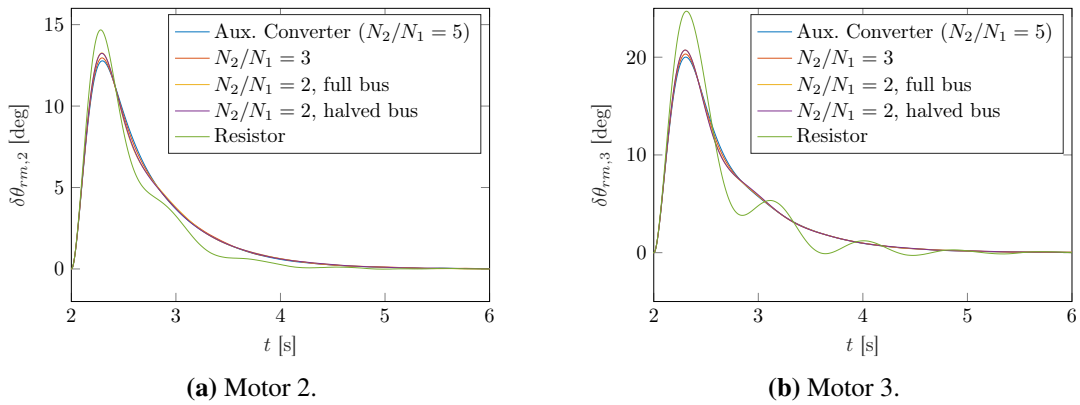 15
10
5
0
δθ_{rm,2} [deg]
Aux. Converter (N_2/N_1 = 5)
N_2/N_1 = 3
N_2/N_1 = 2, full bus
N_2/N_1 = 2, halved bus
Resistor
2 3 4 5 6
t [s]
(a) Motor 2.
20
10
0
δθ_{rm,3} [deg]
Aux. Converter (N_2/N_1 = 5)
N_2/N_1 = 3
N_2/N_1 = 2, full bus
N_2/N_1 = 2, halved bus
Resistor
2 3 4 5 6
t [s]
(b) Motor 3.